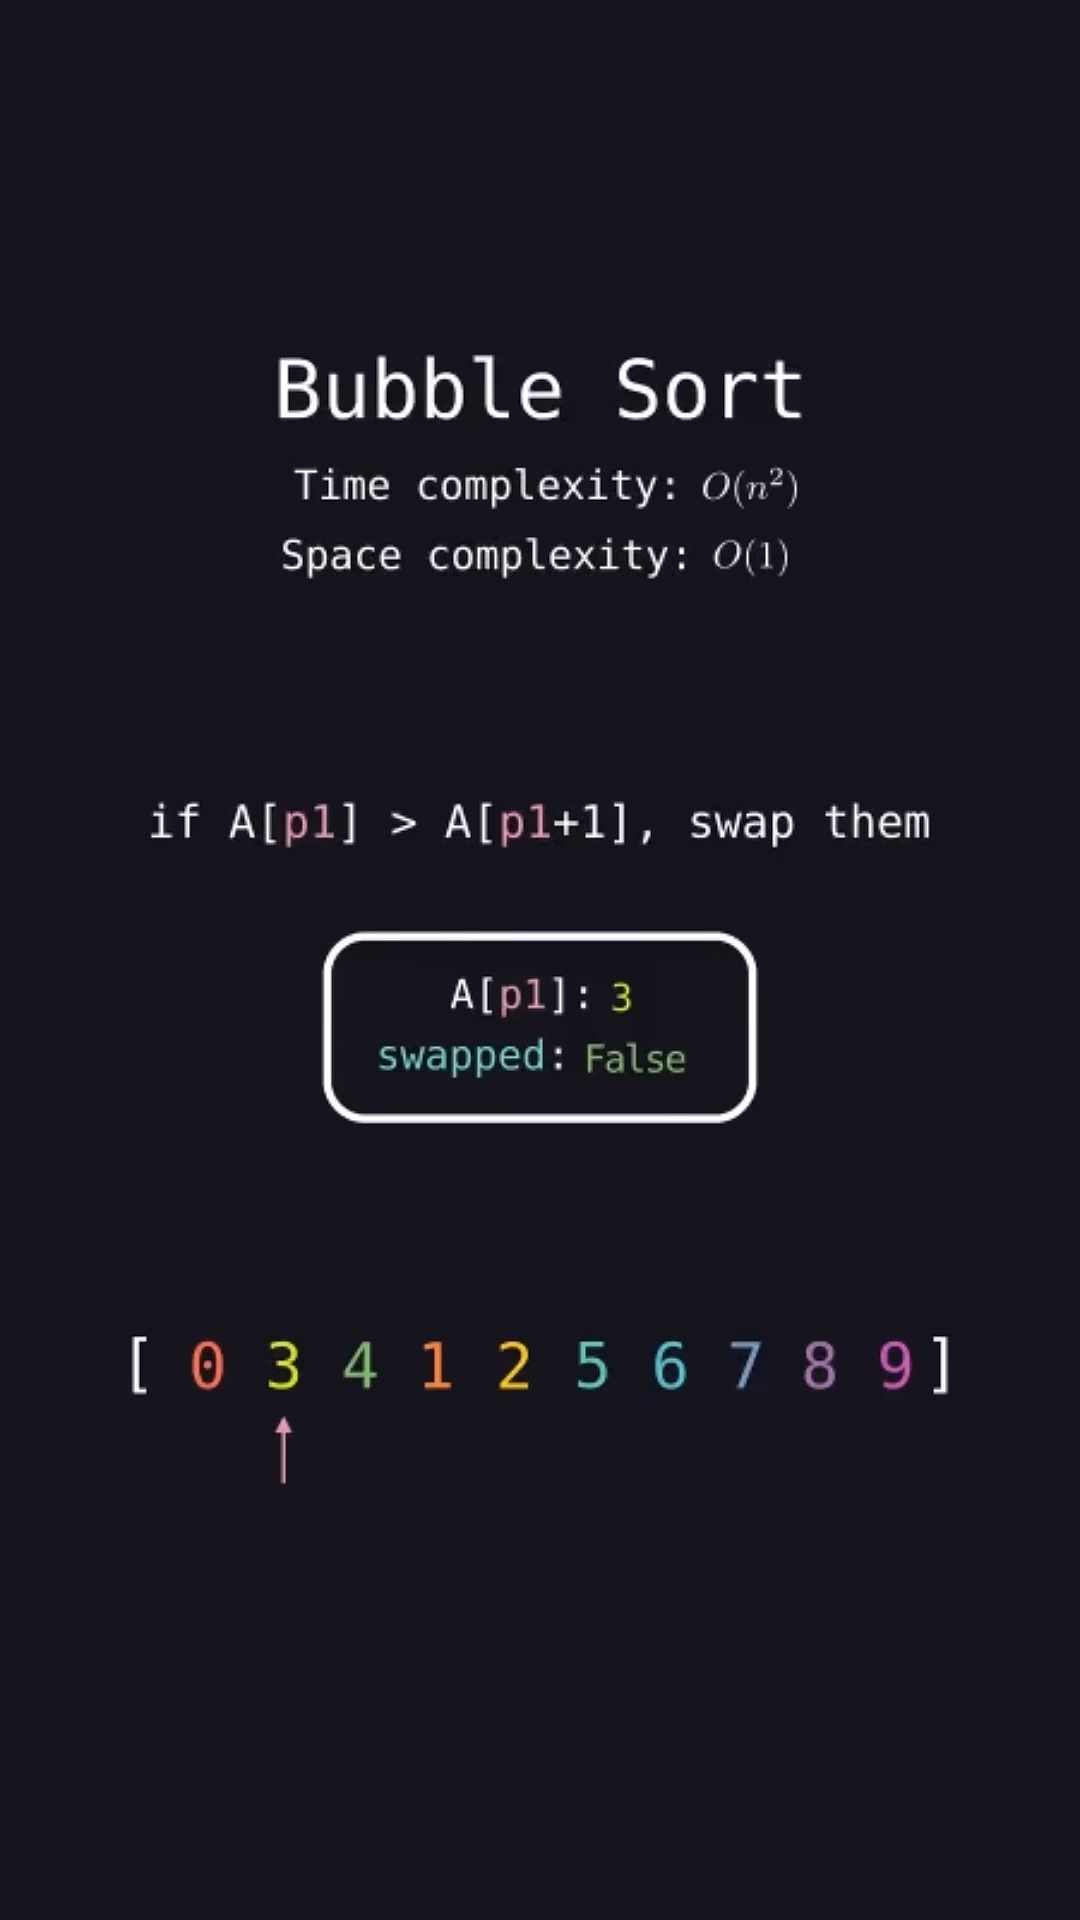 Bubble Sort
Time complexity: O(n²)
Space complexity: O(1)
if A[p1] > A[p1+1], swap them
A[p1]: 3
swapped: False
[ 0 3 4 1 2 5 6 7 8 9 ]